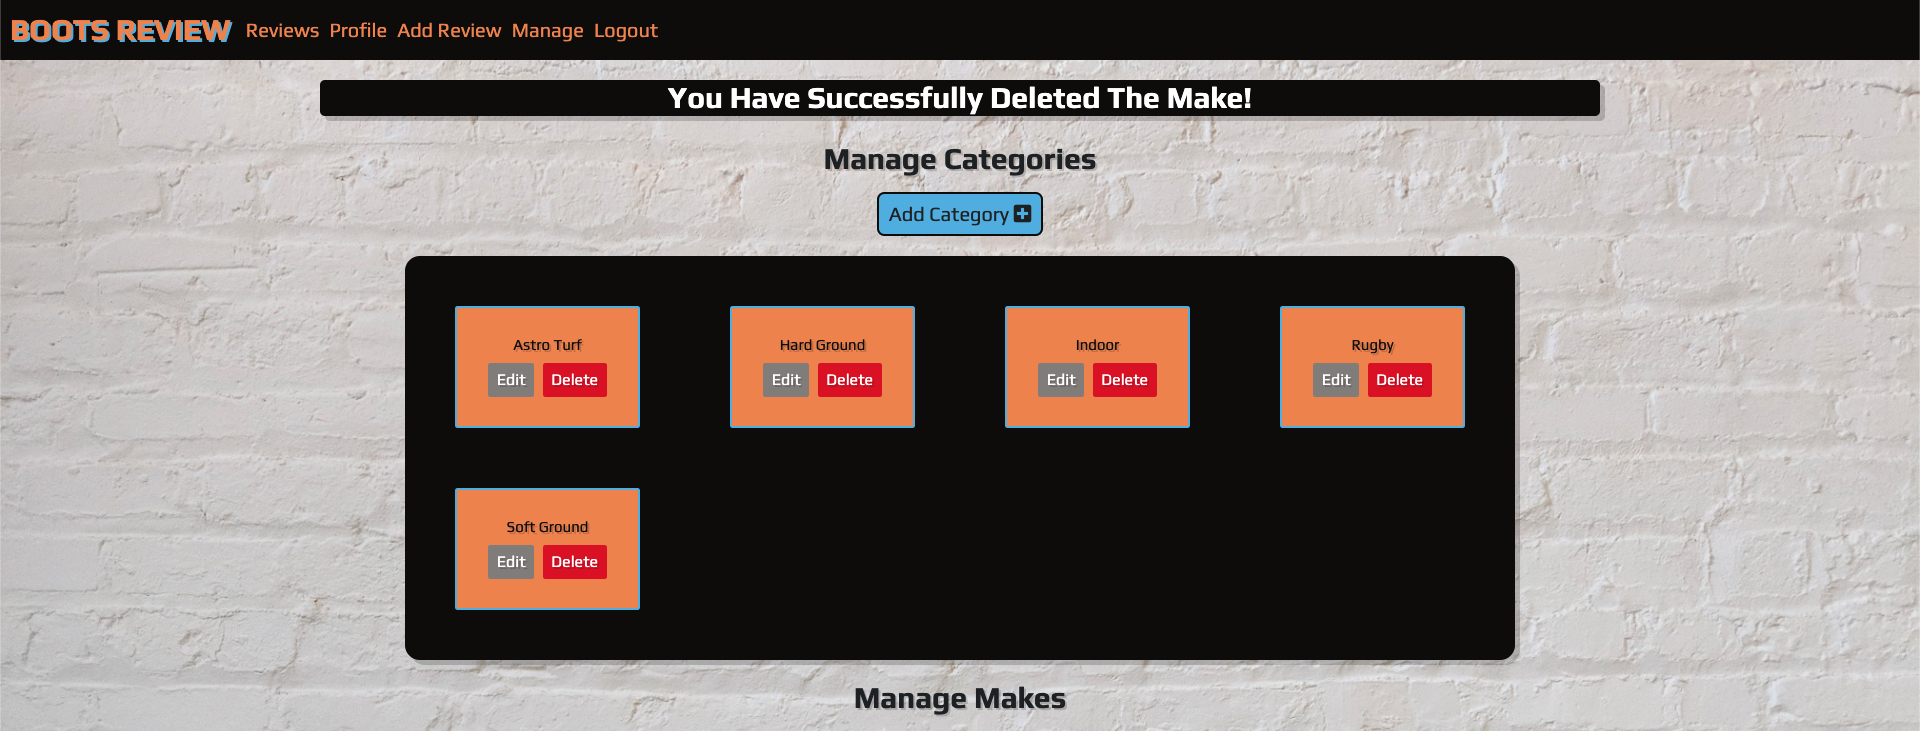 BOOTS REVIEW Reviews Profile Add Review Manage Logout
You Have Successfully Deleted The Make!
Manage Categories
Add Category
Astro Turf
Edit Delete
Hard Ground
Edit Delete
Indoor
Edit Delete
Rugby
Edit Delete
Soft Ground
Edit Delete
Manage Makes